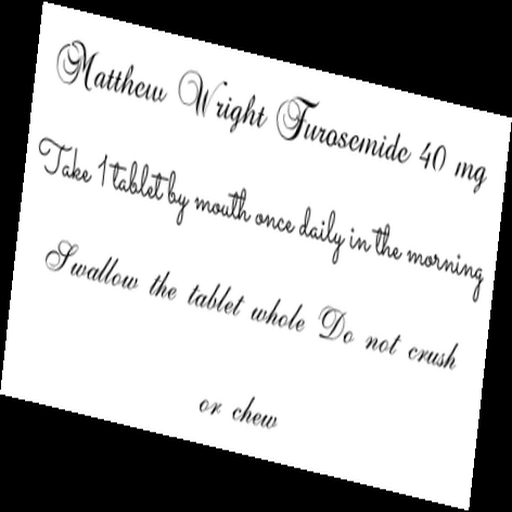 Matthew Wright Furosemide 40 mg
Take 1 tablet by mouth once daily in the morning
Swallow the tablet whole Do not crush
or chew